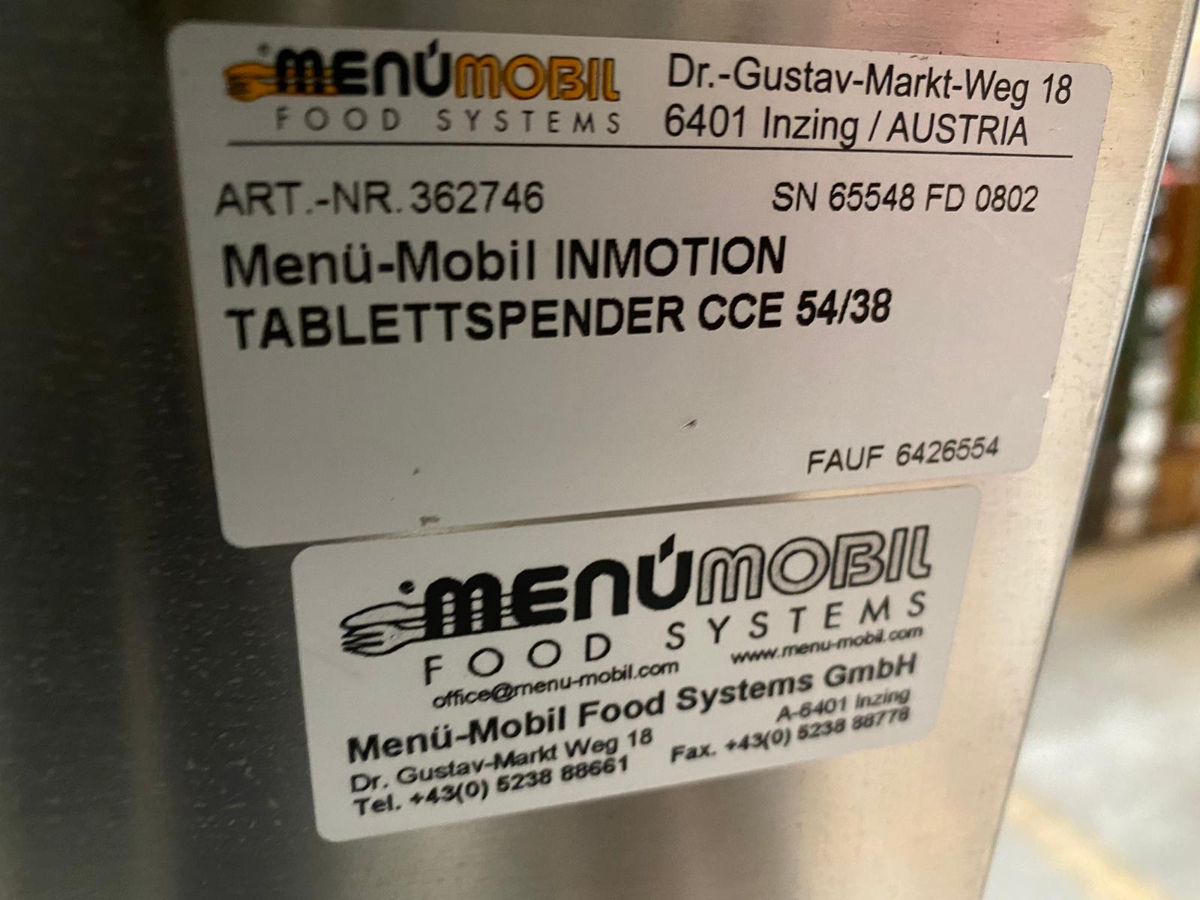 MENÚMOBIL
FOOD SYSTEMS
Dr.-Gustav-Markt-Weg 18
6401 Inzing / AUSTRIA
ART.-NR. 362746
SN 65548 FD 0802
Menü-Mobil INMOTION
TABLETTSPENDER CCE 54/38
FAUF 6426554
MENÚMOBIL
FOOD SYSTEMS
office@menu-mobil.com
www.menu-mobil.com
Menü-Mobil Food Systems GmbH
Dr. Gustav-Markt Weg 18
A-6401 Inzing
Tel. +43(0) 5238 88661
Fax. +43(0) 5238 88778